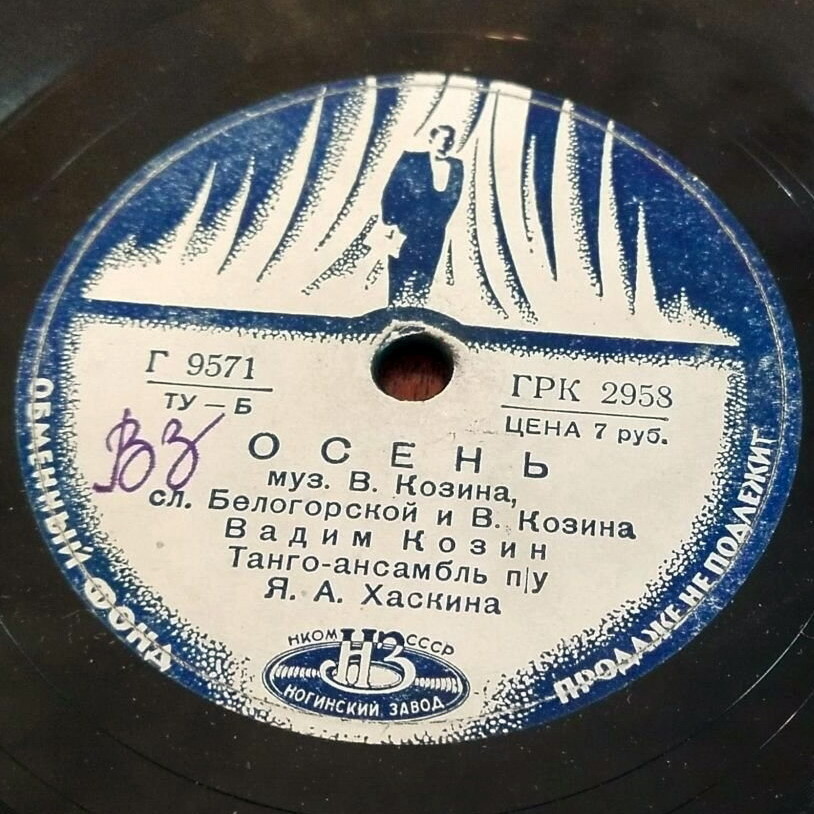 Г 9571
ТУ – Б
ГРК 2958
ЦЕНА 7 руб.
ВЗ
ОСЕНЬ
муз. В. Козина,
сл. Белогорской и В. Козина
Вадим Козин
Танго-ансамбль п/у
Я. А. Хаскина
НКОМ НЗ СССР
НОГИНСКИЙ ЗАВОД
ОБМЕННЫЙ ФОНД
ПРОДАЖЕ НЕ ПОДЛЕЖИТ